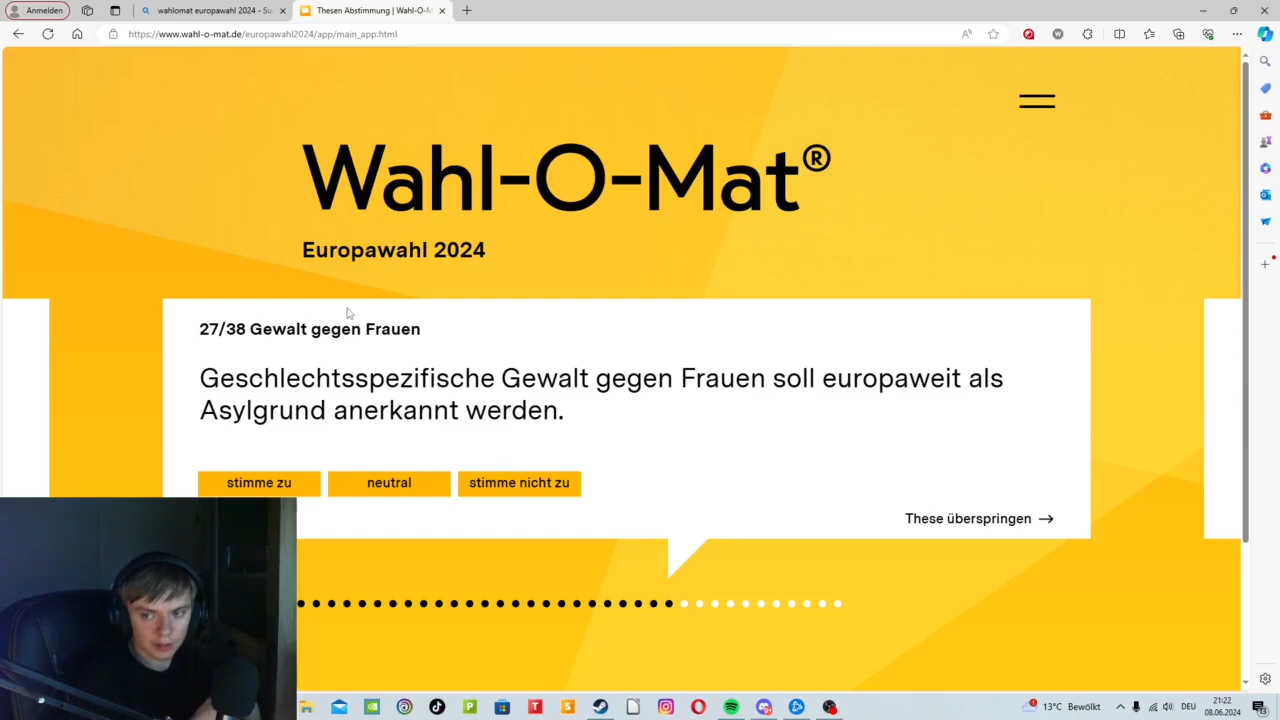 Anmelden
wahlomat europawahl 2024 - Su
Thesen Abstimmung | Wahl-O-M
https://www.wahl-o-mat.de/europawahl2024/app/main_app.html
Wahl-O-Mat®
Europawahl 2024
27/38 Gewalt gegen Frauen
Geschlechtsspezifische Gewalt gegen Frauen soll europaweit als
Asylgrund anerkannt werden.
stimme zu
neutral
stimme nicht zu
These überspringen →
13°C Bewölkt
DEU
21:22
08.06.2024